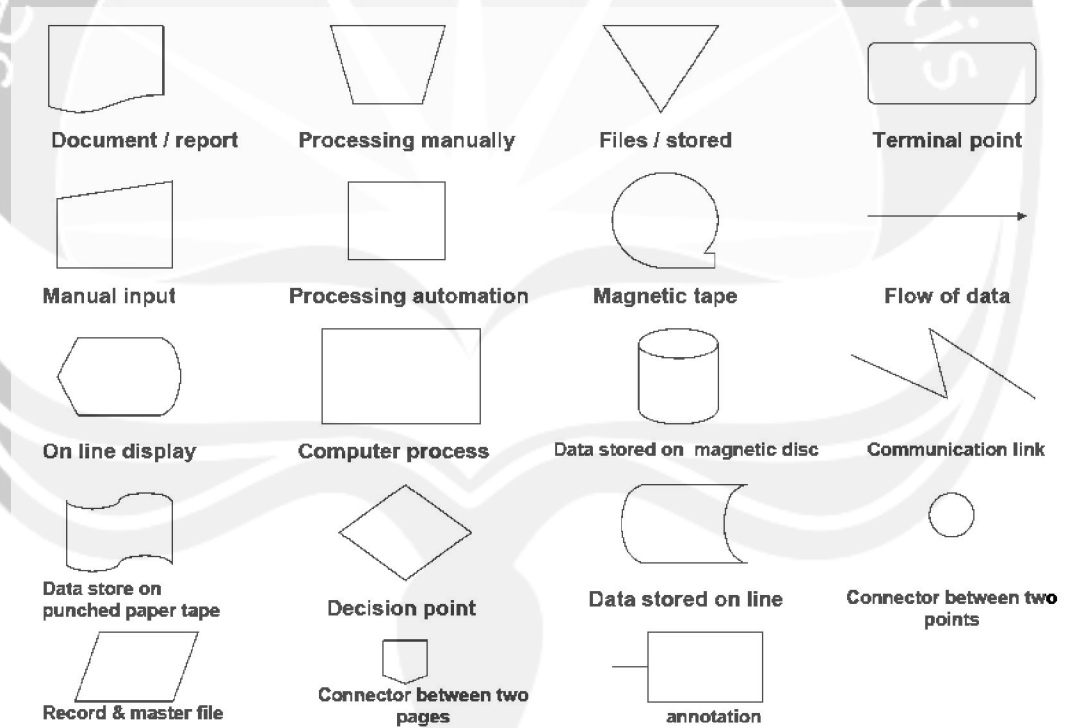 Document / report
Processing manually
Files / stored
Terminal point
Manual input
Processing automation
Magnetic tape
Flow of data
On line display
Computer process
Data stored on magnetic disc
Communication link
Data store on
punched paper tape
Decision point
Data stored on line
Connector between two
points
Record & master file
Connector between two
pages
annotation